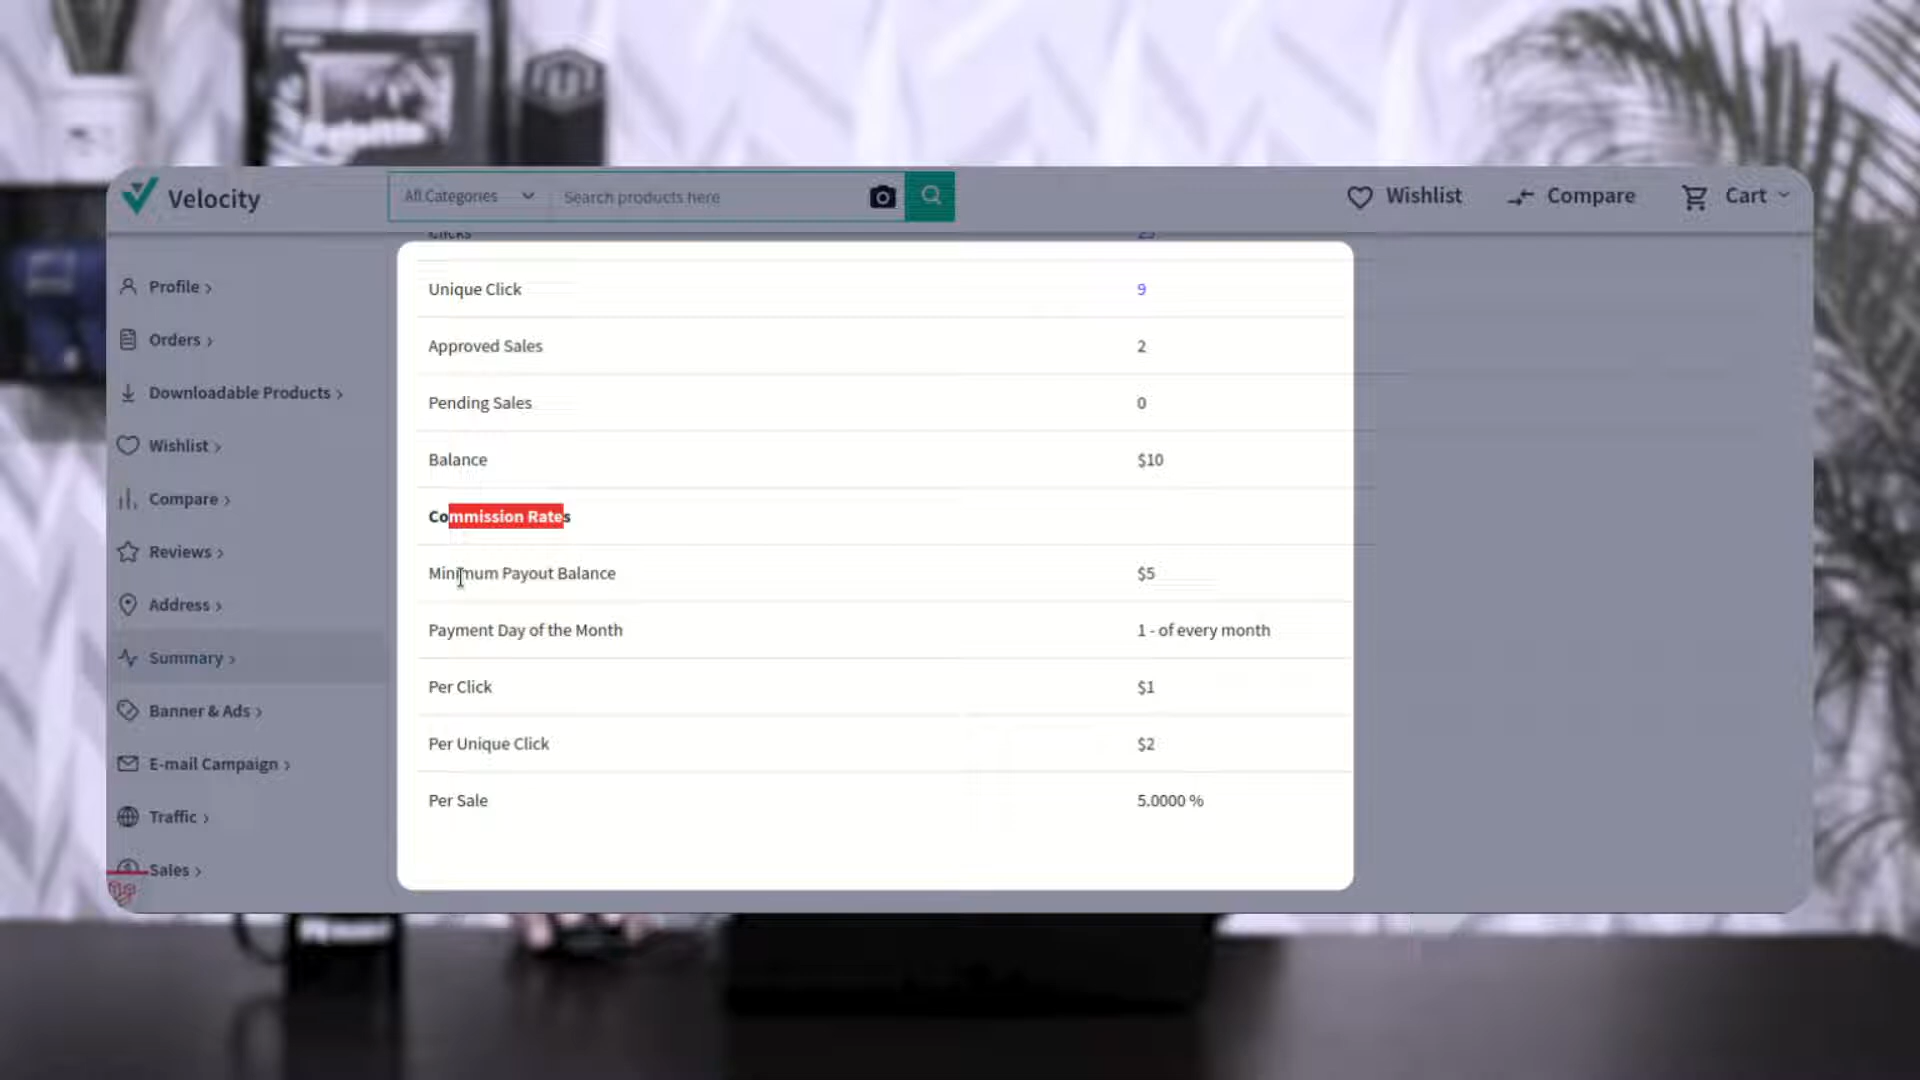 Velocity
All Categories
Search products here
Wishlist
Compare
Cart
Clicks
Profile
Unique Click
9
Orders
Approved Sales
2
Downloadable Products
Pending Sales
0
Wishlist
Balance
$10
Compare
Commission Rates
Reviews
Minimum Payout Balance
$5
Address
Payment Day of the Month
1 - of every month
Summary
Per Click
$1
Banner & Ads
Per Unique Click
$2
E-mail Campaign
Per Sale
5.0000 %
Traffic
Sales